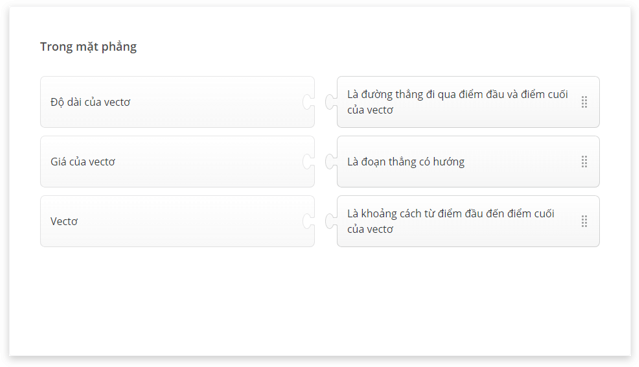 Trong mặt phẳng
Độ dài của vectơ
Là đường thẳng đi qua điểm đầu và điểm cuối
của vectơ
Giá của vectơ
Là đoạn thẳng có hướng
Vectơ
Là khoảng cách từ điểm đầu đến điểm cuối
của vectơ